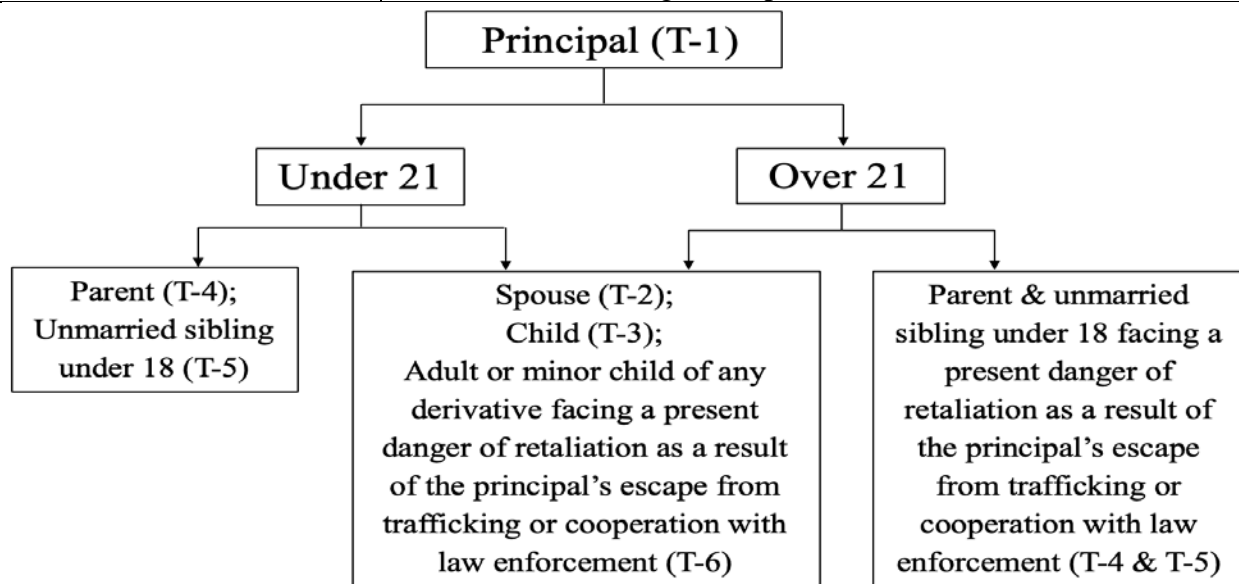 Principal (T-1)
Under 21
Over 21
Parent (T-4);
Unmarried sibling
under 18 (T-5)
Spouse (T-2);
Child (T-3);
Adult or minor child of any
derivative facing a present
danger of retaliation as a result
of the principal’s escape from
trafficking or cooperation with
law enforcement (T-6)
Parent & unmarried
sibling under 18 facing a
present danger of
retaliation as a result of
the principal’s escape
from trafficking or
cooperation with law
enforcement (T-4 & T-5)